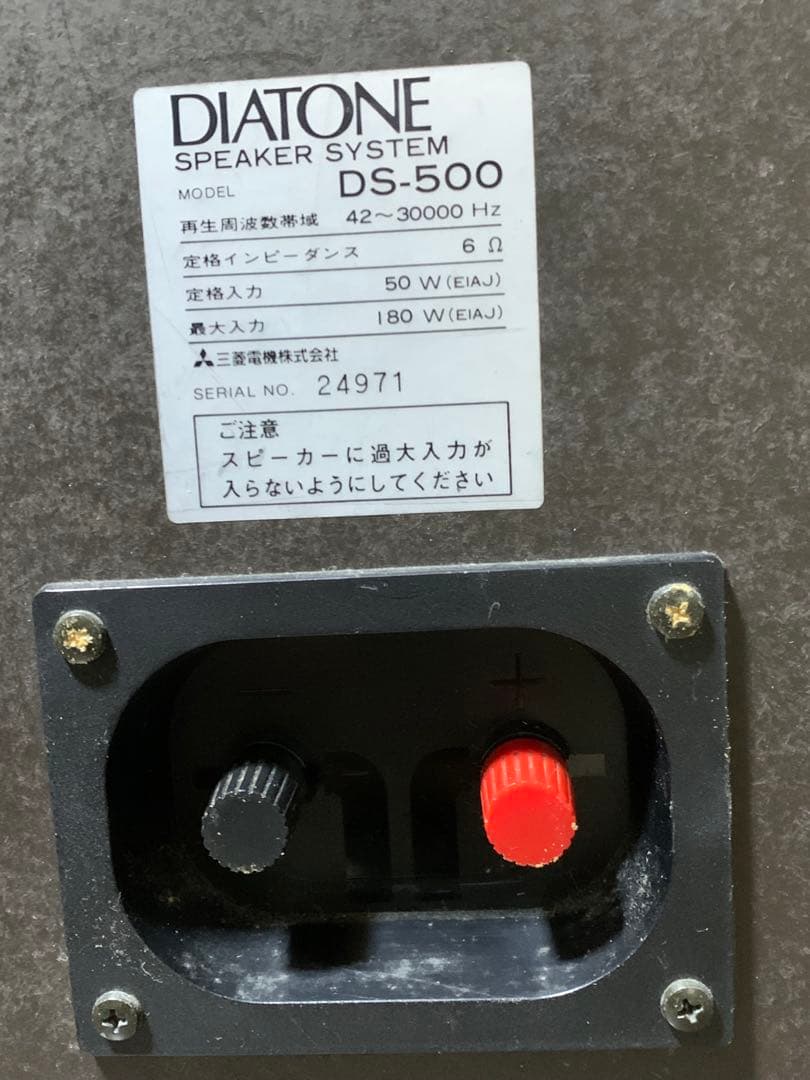 DIATONE
SPEAKER SYSTEM
MODEL DS-500
再生周波数帯域 42～30000 Hz
定格インピーダンス 6 Ω
定格入力 50 W(EIAJ)
最大入力 180 W(EIAJ)
三菱電機株式会社
SERIAL NO. 24971
ご注意
スピーカーに過大入力が
入らないようにしてください
− +